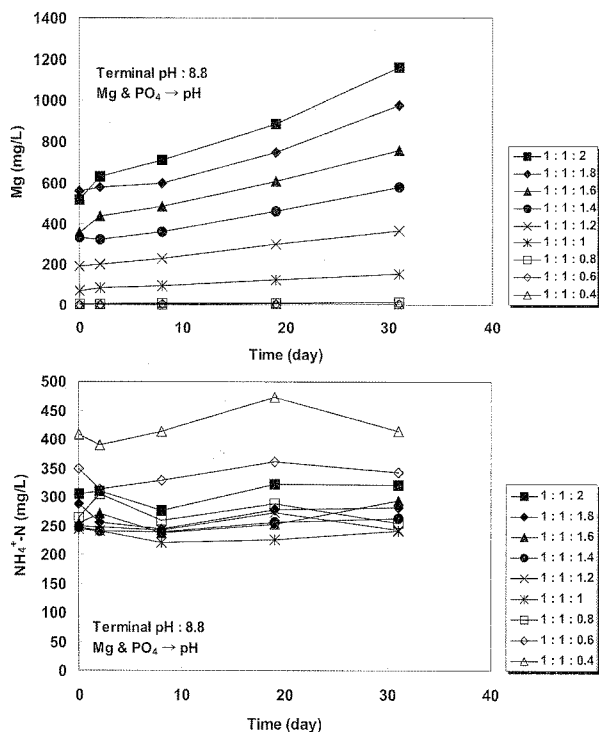 1400
1200
1000
800
600
400
200
0
Mg (mg/L)
Terminal pH : 8.8
Mg & PO4 → pH
0 10 20 30 40
Time (day)
1 : 1 : 2
1 : 1 : 1.8
1 : 1 : 1.6
1 : 1 : 1.4
1 : 1 : 1.2
1 : 1 : 1
1 : 1 : 0.8
1 : 1 : 0.6
1 : 1 : 0.4
500
450
400
350
300
250
200
150
100
50
0
NH4+-N (mg/L)
Terminal pH : 8.8
Mg & PO4 → pH
0 10 20 30 40
Time (day)
1 : 1 : 2
1 : 1 : 1.8
1 : 1 : 1.6
1 : 1 : 1.4
1 : 1 : 1.2
1 : 1 : 1
1 : 1 : 0.8
1 : 1 : 0.6
1 : 1 : 0.4